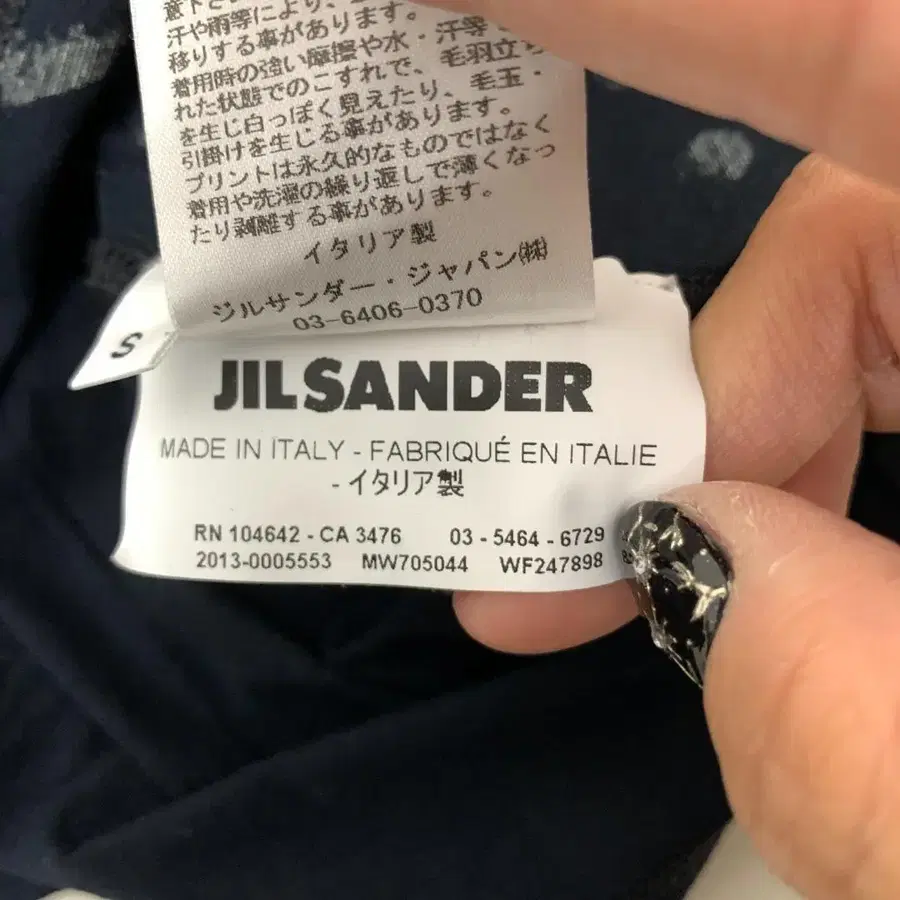 意下さ
汗や雨等により、
移りする事があります。
着用時の強い摩擦や水・汗等
れた状態でのこすれで、毛羽立ち
を生じ白っぽく見えたり、毛玉・
引掛けを生じる事があります。
プリントは永久的なものではなく
着用や洗濯の繰り返しで薄くなっ
たり剥離する事があります。
イタリア製
ジルサンダー・ジャパン㈱
03-6406-0370
S
JIL SANDER
MADE IN ITALY - FABRIQUÉ EN ITALIE
- イタリア製
RN 104642 - CA 3476 03 - 5464 - 6729
2013-0005553 MW705044 WF247898